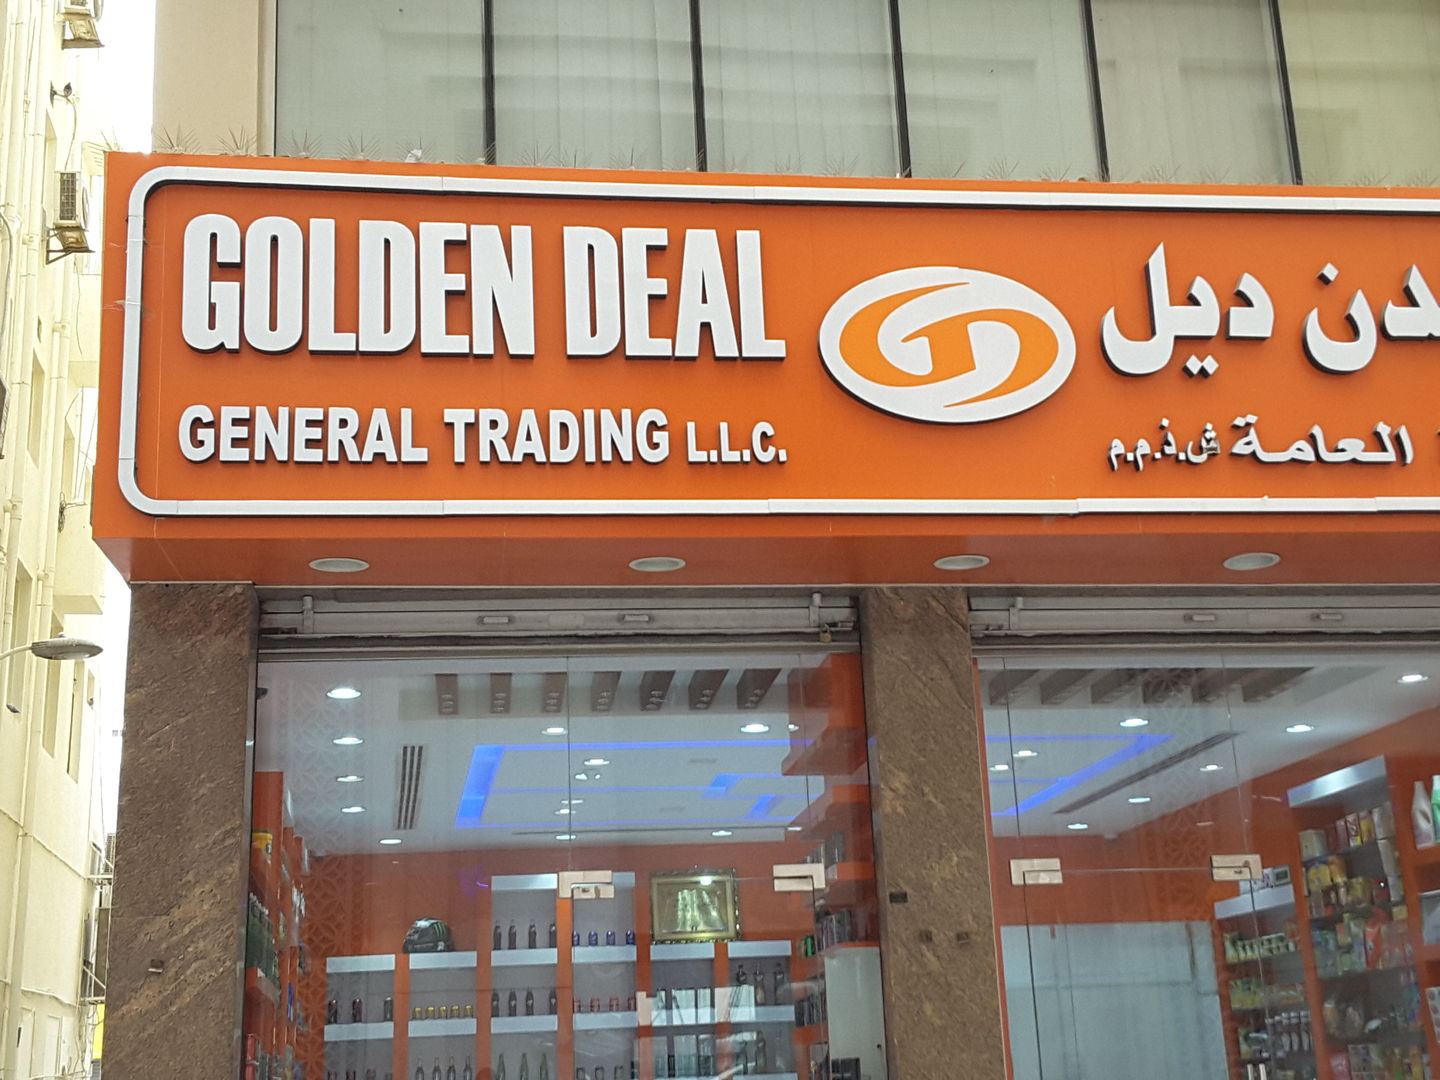 GOLDEN DEAL
GENERAL TRADING L.L.C.
دن ديل
العامة ش.ذ.م.م